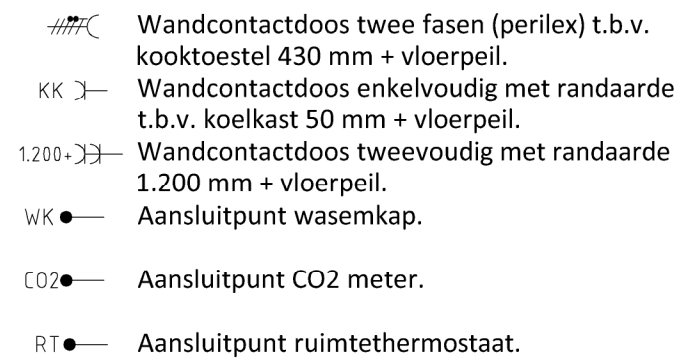 Wandcontactdoos twee fasen (perilex) t.b.v.
kooktoestel 430 mm + vloerpeil.
KK Wandcontactdoos enkelvoudig met randaarde
t.b.v. koelkast 50 mm + vloerpeil.
1.200+ Wandcontactdoos tweevoudig met randaarde
1.200 mm + vloerpeil.
WK Aansluitpunt wasemkap.
CO2 Aansluitpunt CO2 meter.
RT Aansluitpunt ruimtethermostaat.